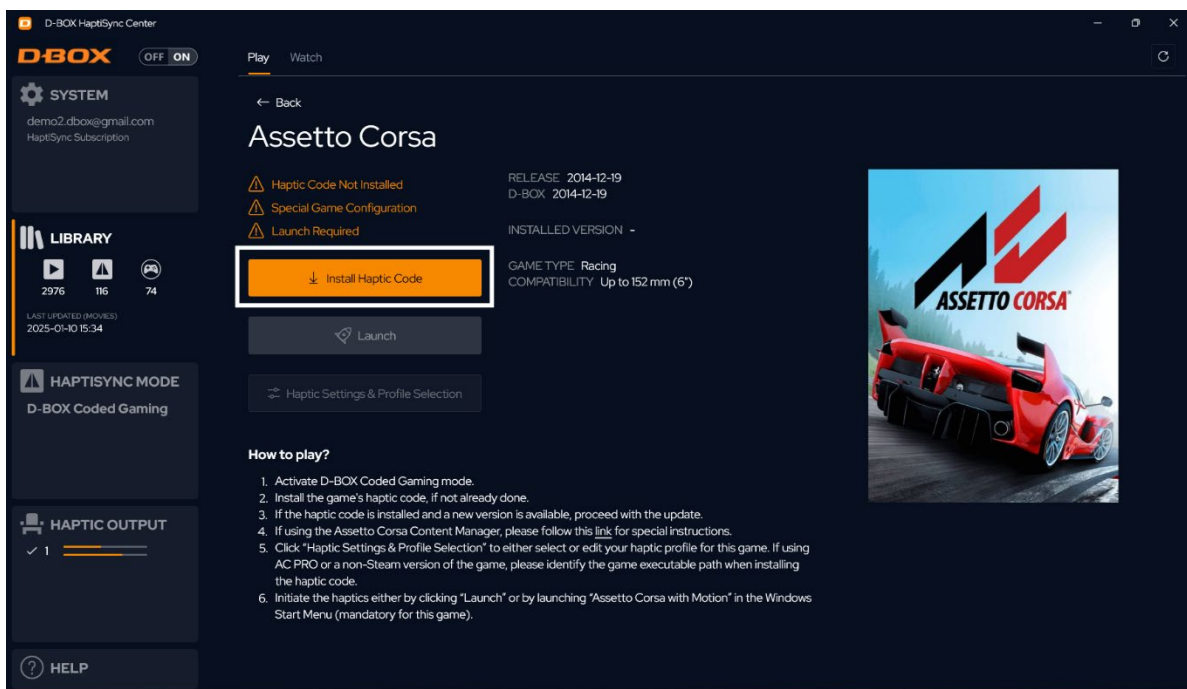 D-BOX HaptiSync Center
D-BOX
OFF ON
Play Watch
SYSTEM
demo2.dbox@gmail.com
HaptiSync Subscription
← Back
Assetto Corsa
Haptic Code Not Installed
Special Game Configuration
Launch Required
RELEASE 2014-12-19
D-BOX 2014-12-19
INSTALLED VERSION -
GAME TYPE Racing
COMPATIBILITY Up to 152 mm (6")
Install Haptic Code
Launch
Haptic Settings & Profile Selection
ASSETTO CORSA
LIBRARY
2976 116 74
LAST UPDATED (MOVIES)
2025-01-10 15:34
HAPTISYNC MODE
D-BOX Coded Gaming
HAPTIC OUTPUT
✓ 1
HELP
How to play?
1. Activate D-BOX Coded Gaming mode.
2. Install the game's haptic code, if not already done.
3. If the haptic code is installed and a new version is available, proceed with the update.
4. If using the Assetto Corsa Content Manager, please follow this link for special instructions.
5. Click "Haptic Settings & Profile Selection" to either select or edit your haptic profile for this game. If using
AC PRO or a non-Steam version of the game, please identify the game executable path when installing
the haptic code.
6. Initiate the haptics either by clicking "Launch" or by launching "Assetto Corsa with Motion" in the Windows
Start Menu (mandatory for this game).